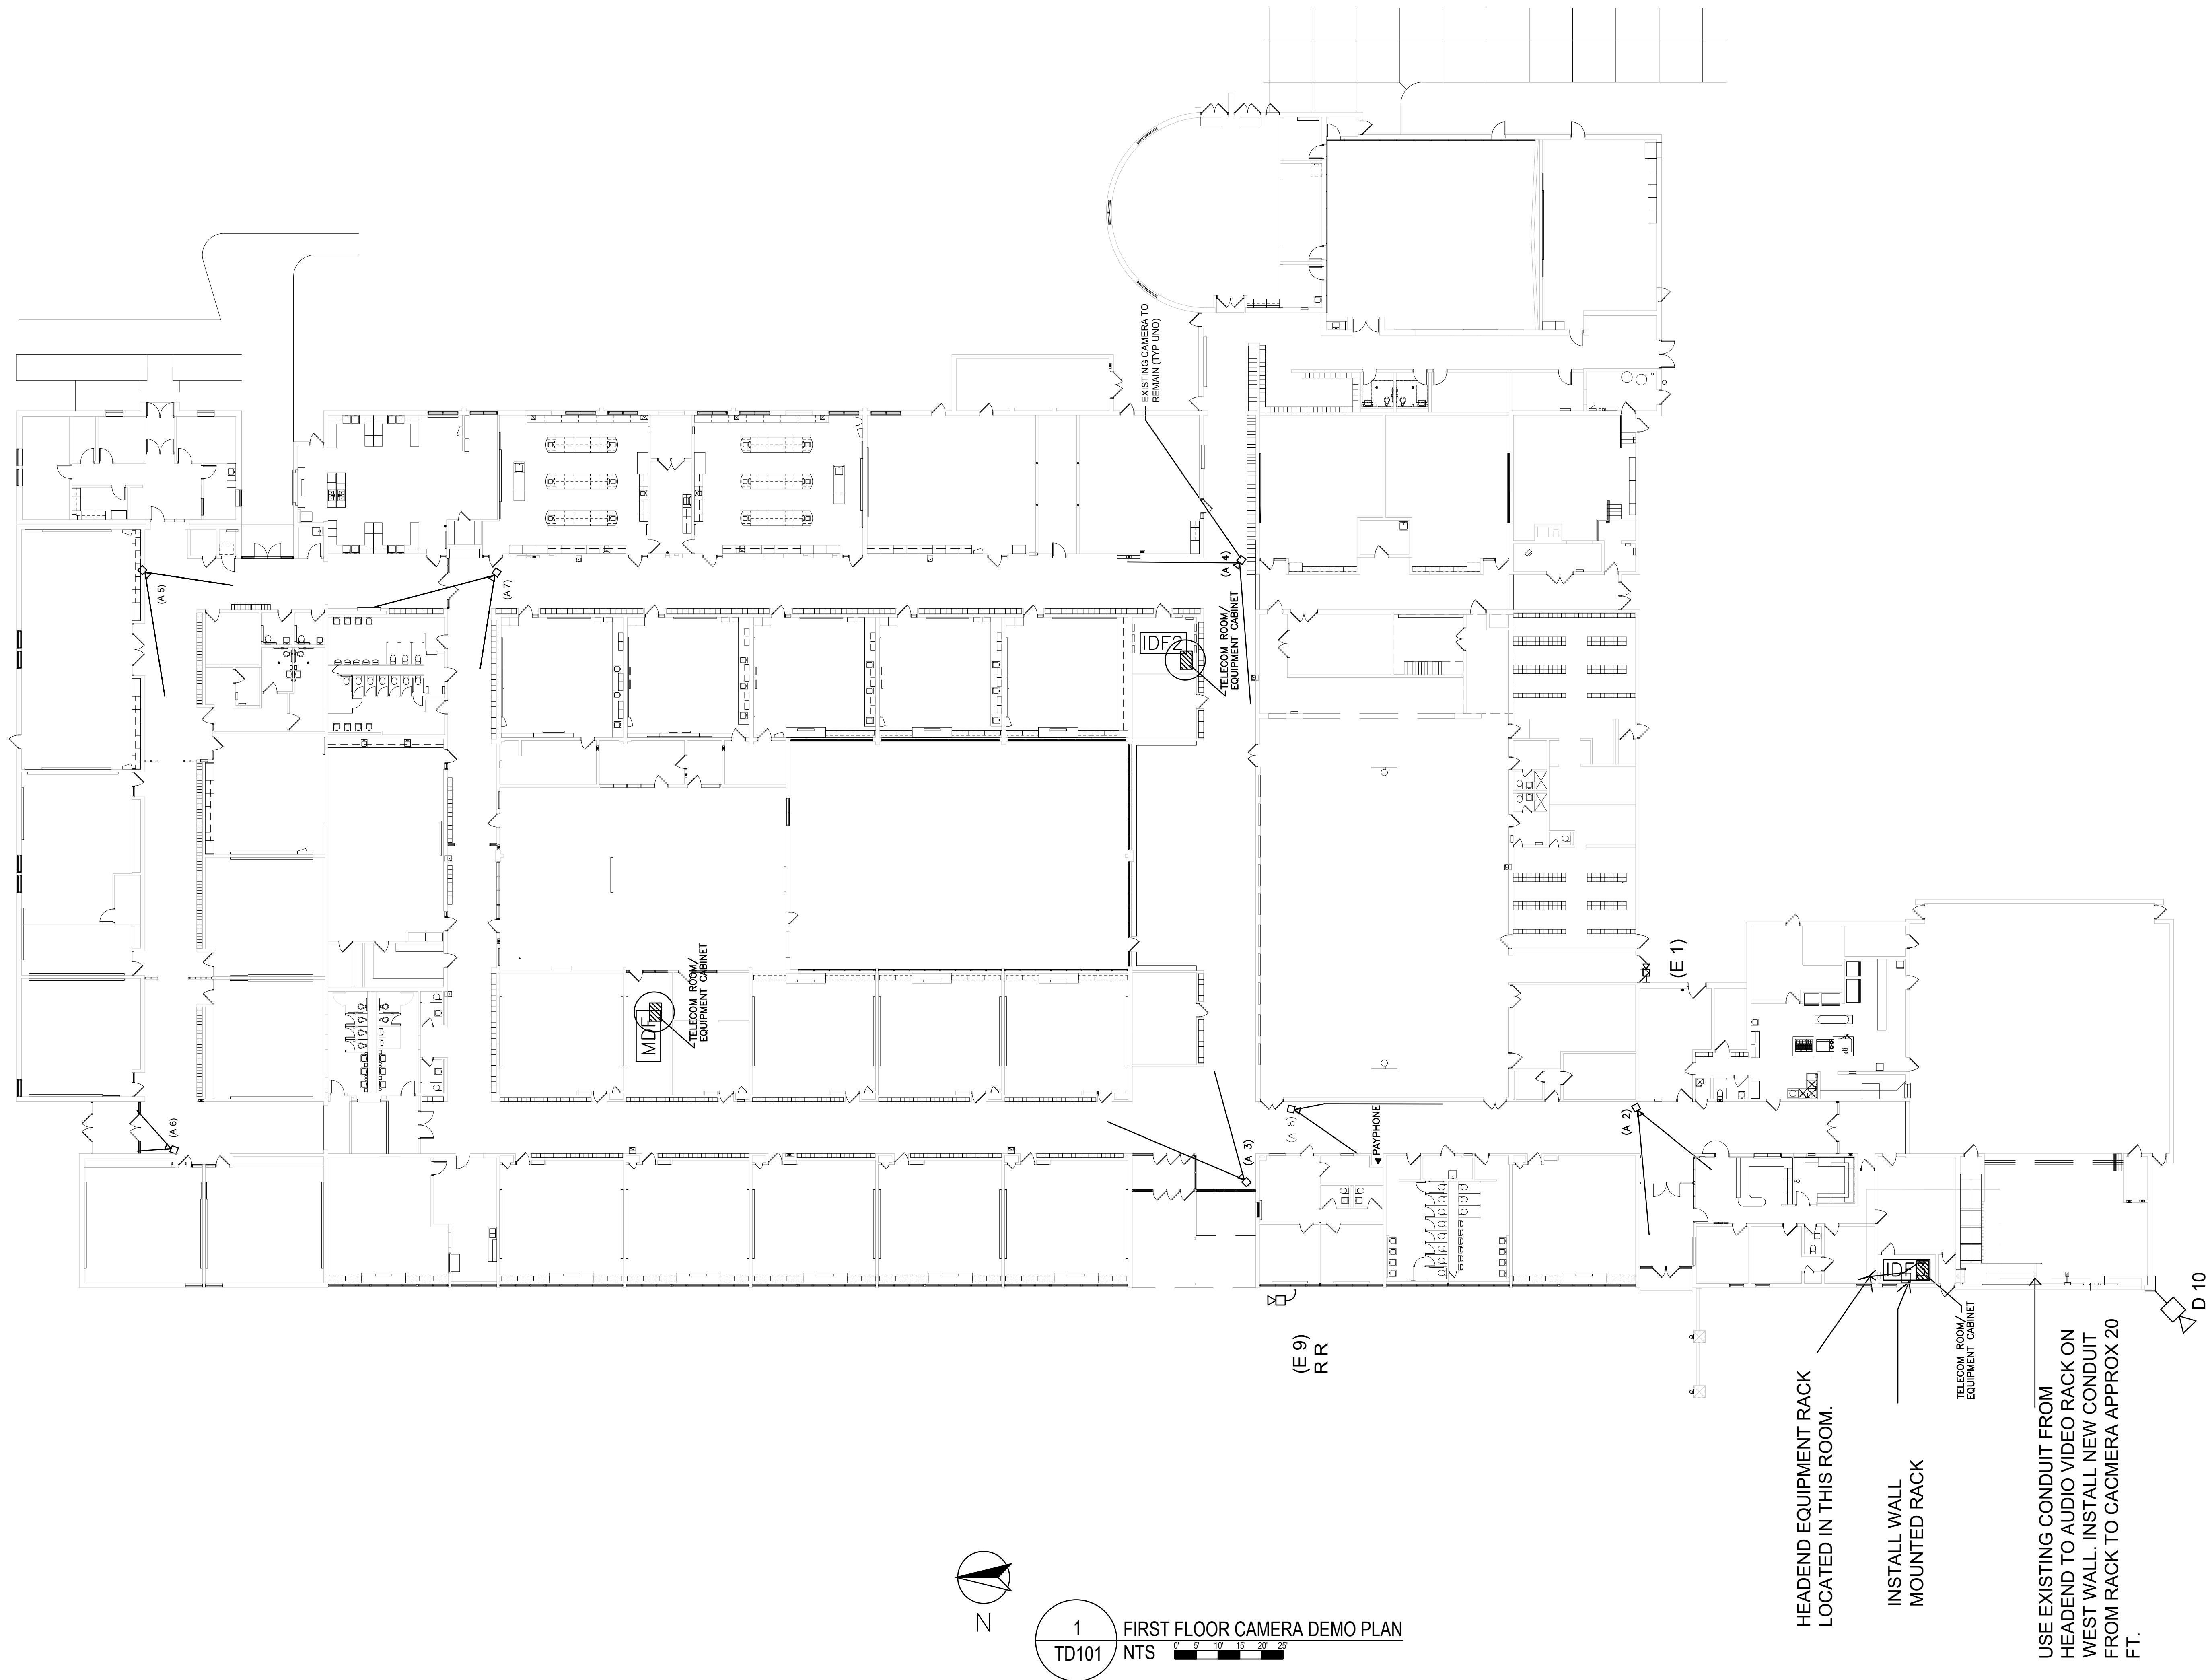 EXISTING CAMERA TO
REMAIN (TYP UNO)
(A 5)
(A 7)
(A 4)
IDF2
TELECOM ROOM/
EQUIPMENT CABINET
MDF
TELECOM ROOM/
EQUIPMENT CABINET
(E 1)
(A 6)
(A 3)
(A 8)
PAYPHONE
(A 2)
IDF
TELECOM ROOM/
EQUIPMENT CABINET
(E 9)
R R
D 10
HEADEND EQUIPMENT RACK
LOCATED IN THIS ROOM.
INSTALL WALL
MOUNTED RACK
USE EXISTING CONDUIT FROM
HEADEND TO AUDIO VIDEO RACK ON
WEST WALL. INSTALL NEW CONDUIT
FROM RACK TO CACMERA APPROX 20
FT.
N
1
TD101
FIRST FLOOR CAMERA DEMO PLAN
NTS
0' 5' 10' 15' 20' 25'